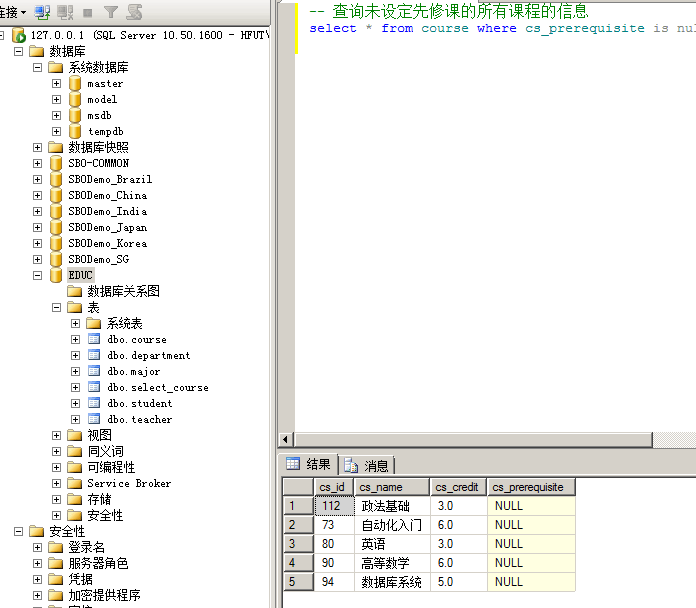 连接
127.0.0.1 (SQL Server 10.50.1600 - HFUT\
数据库
系统数据库
master
model
msdb
tempdb
数据库快照
SBO-COMMON
SBODemo_Brazil
SBODemo_China
SBODemo_India
SBODemo_Japan
SBODemo_Korea
SBODemo_SG
EDUC
数据库关系图
表
系统表
dbo.course
dbo.department
dbo.major
dbo.select_course
dbo.student
dbo.teacher
视图
同义词
可编程性
Service Broker
存储
安全性
安全性
登录名
服务器角色
凭据
加密提供程序
-- 查询未设定先修课的所有课程的信息
select * from course where cs_prerequisite is nul
结果 消息
cs_id cs_name cs_credit cs_prerequisite
1 112 政法基础 3.0 NULL
2 73 自动化入门 6.0 NULL
3 80 英语 3.0 NULL
4 90 高等数学 6.0 NULL
5 94 数据库系统 5.0 NULL